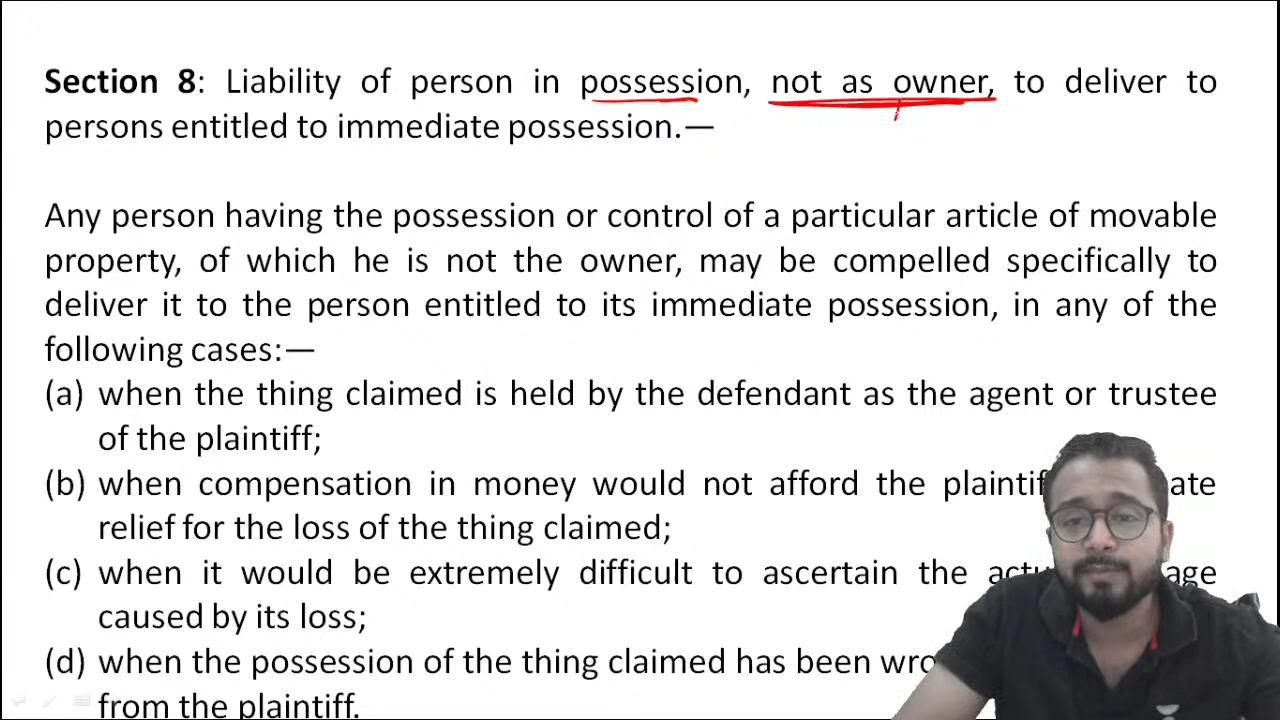 Section 8: Liability of person in possession, not as owner, to deliver to
persons entitled to immediate possession.—
Any person having the possession or control of a particular article of movable
property, of which he is not the owner, may be compelled specifically to
deliver it to the person entitled to its immediate possession, in any of the
following cases:—
(a) when the thing claimed is held by the defendant as the agent or trustee
of the plaintiff;
(b) when compensation in money would not afford the
relief for the loss of the thing claimed;
(c) when it would be extremely difficult to ascertain the
caused by its loss;
(d) when the possession of the thing claimed has been
from the plaintiff.